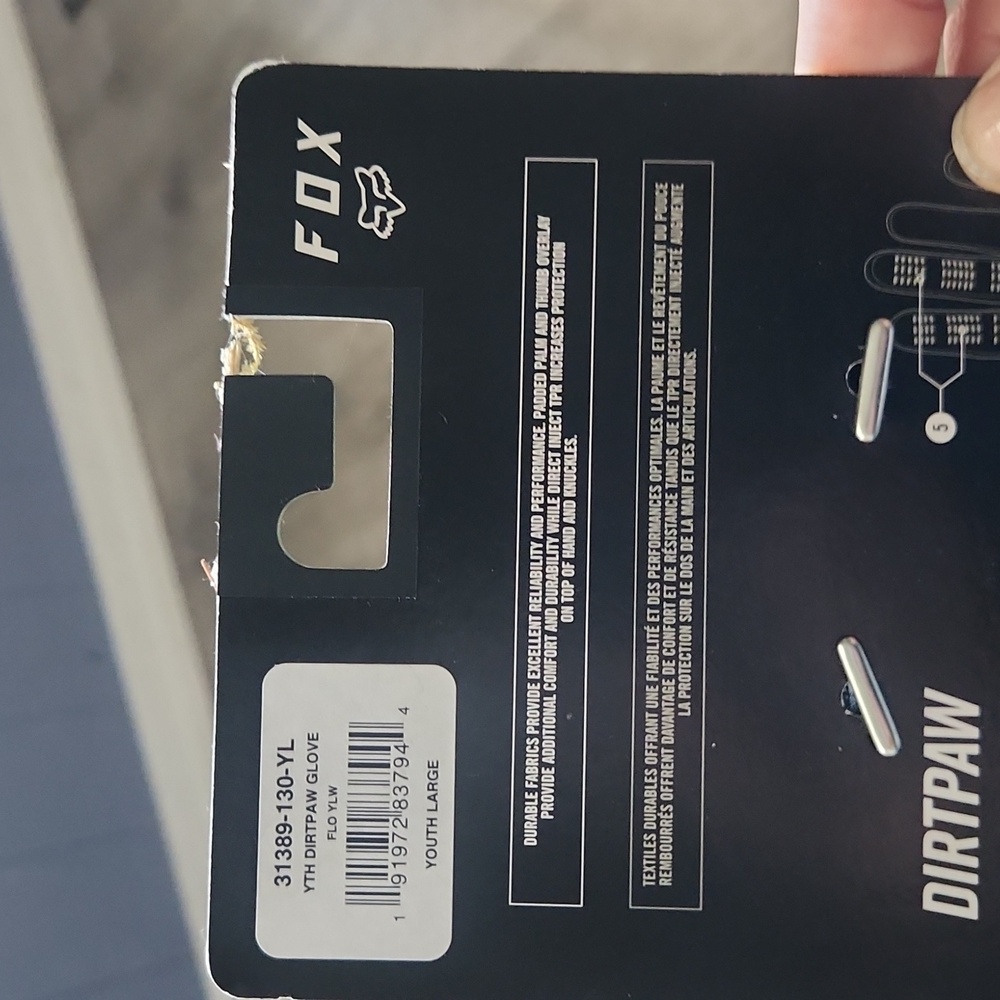 FOX
31389-130-YL
YTH DIRTPAW GLOVE
FLO YLW
1 91972 83794 4
YOUTH LARGE
DURABLE FABRICS PROVIDE EXCELLENT RELIABILITY AND PERFORMANCE. PADDED PALM AND THUMB OVERLAY
PROVIDE ADDITIONAL COMFORT AND DURABILITY WHILE DIRECT INJECT TPR INCREASES PROTECTION
ON TOP OF HAND AND KNUCKLES.
TEXTILES DURABLES OFFRANT UNE FIABILITÉ ET DES PERFORMANCES OPTIMALES. LA PAUME ET LE REVÊTEMENT DU POUCE
REMBOURRÉS OFFRENT DAVANTAGE DE CONFORT ET DE RÉSISTANCE TANDIS QUE LE TPR DIRECTEMENT INJECTÉ AUGMENTE
LA PROTECTION SUR LE DOS DE LA MAIN ET DES ARTICULATIONS.
DIRTPAW
5